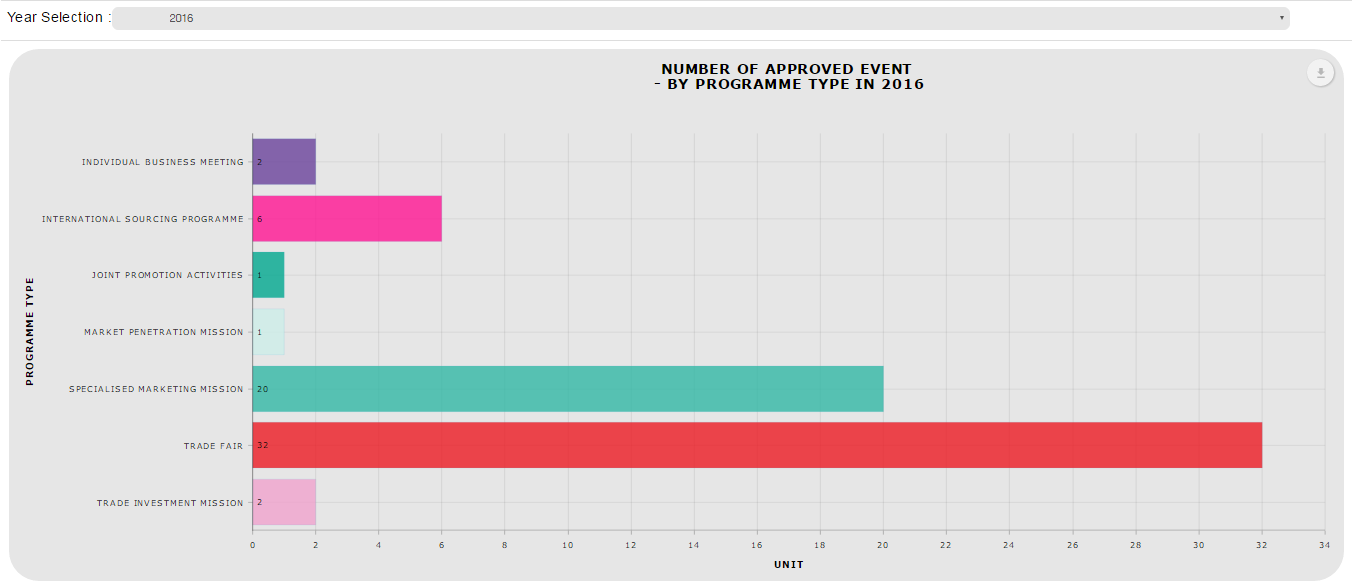 Year Selection :
2016
NUMBER OF APPROVED EVENT
- BY PROGRAMME TYPE IN 2016
PROGRAMME TYPE
INDIVIDUAL BUSINESS MEETING 2
INTERNATIONAL SOURCING PROGRAMME 6
JOINT PROMOTION ACTIVITIES 1
MARKET PENETRATION MISSION 1
SPECIALISED MARKETING MISSION 20
TRADE FAIR 32
TRADE INVESTMENT MISSION 2
0 2 4 6 8 10 12 14 16 18 20 22 24 26 28 30 32 34
UNIT